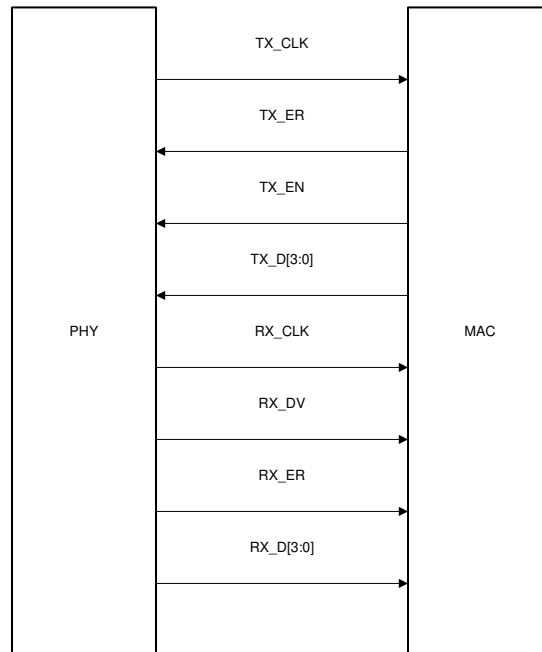 TX_CLK
TX_ER
TX_EN
TX_D[3:0]
PHY
RX_CLK
MAC
RX_DV
RX_ER
RX_D[3:0]